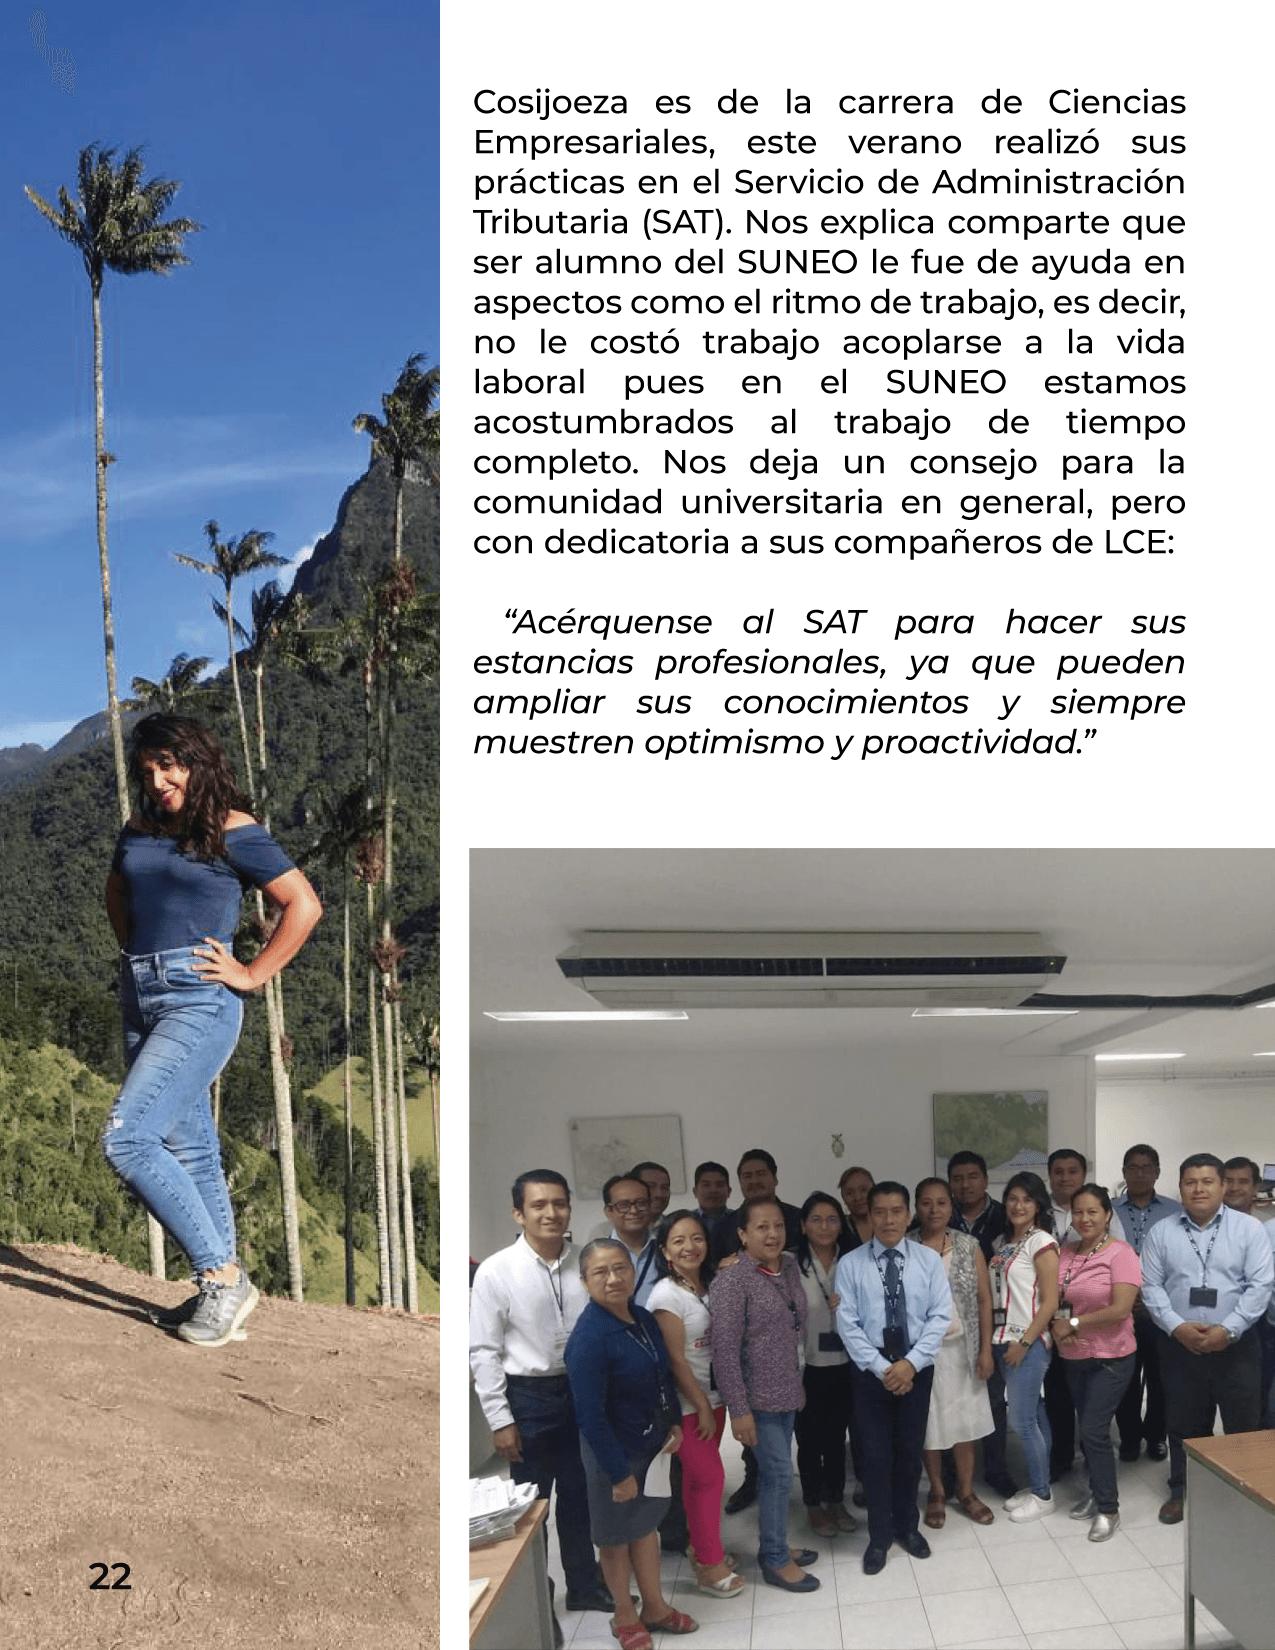 Cosijoeza es de la carrera de Ciencias
Empresariales, este verano realizó sus
prácticas en el Servicio de Administración
Tributaria (SAT). Nos explica comparte que
ser alumno del SUNEO le fue de ayuda en
aspectos como el ritmo de trabajo, es decir,
no le costó trabajo acoplarse a la vida
laboral pues en el SUNEO estamos
acostumbrados al trabajo de tiempo
completo. Nos deja un consejo para la
comunidad universitaria en general, pero
con dedicatoria a sus compañeros de LCE:
“Acérquense al SAT para hacer sus
estancias profesionales, ya que pueden
ampliar sus conocimientos y siempre
muestren optimismo y proactividad.”
22